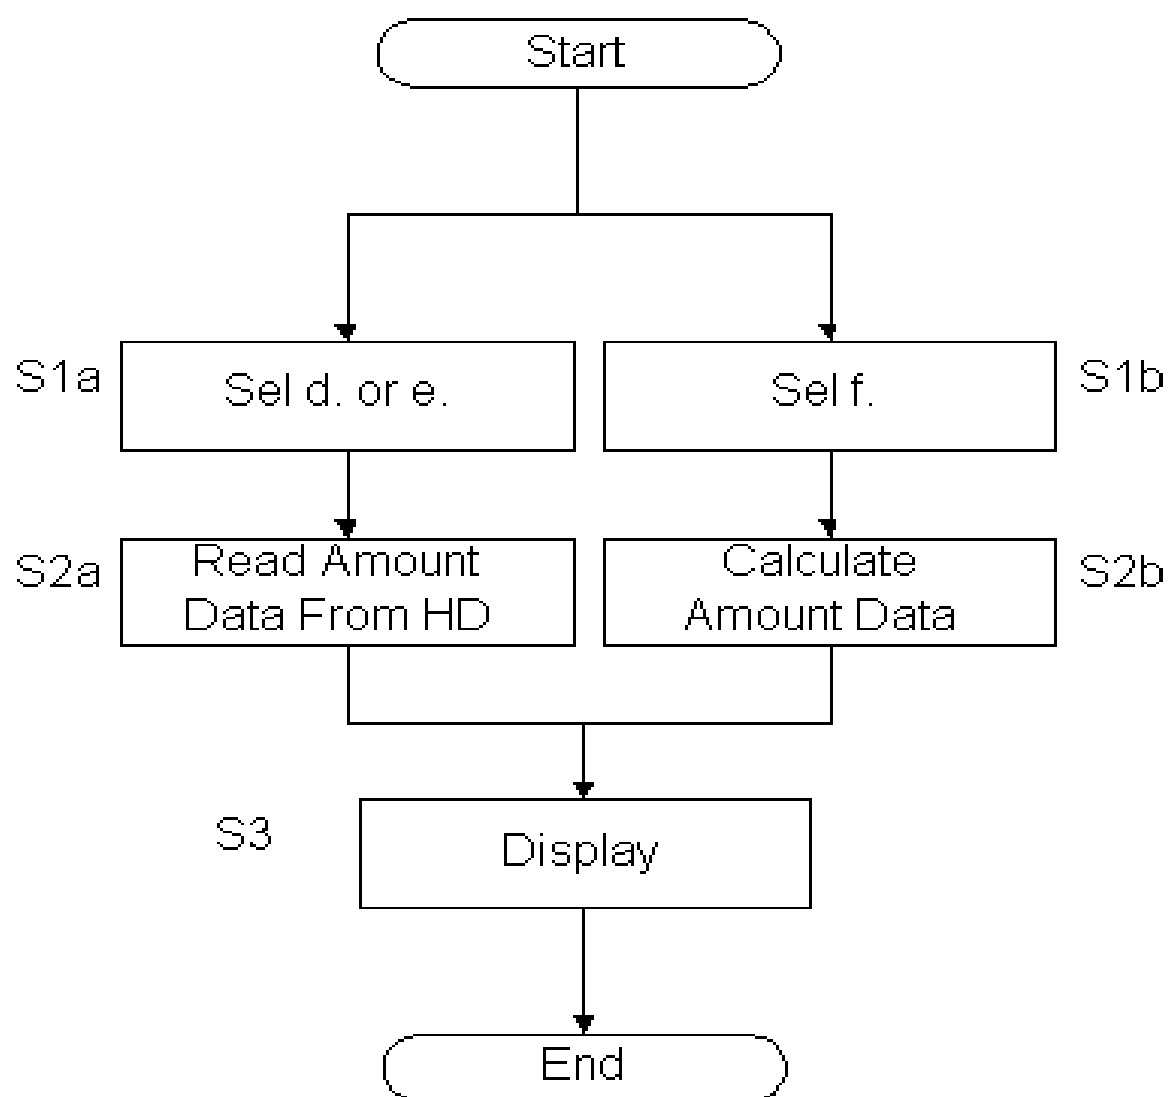 Start
S1a
Sel d. or e.
Sel f.
S1b
S2a
Read Amount
Data From HD
Calculate
Amount Data
S2b
S3
Display
End